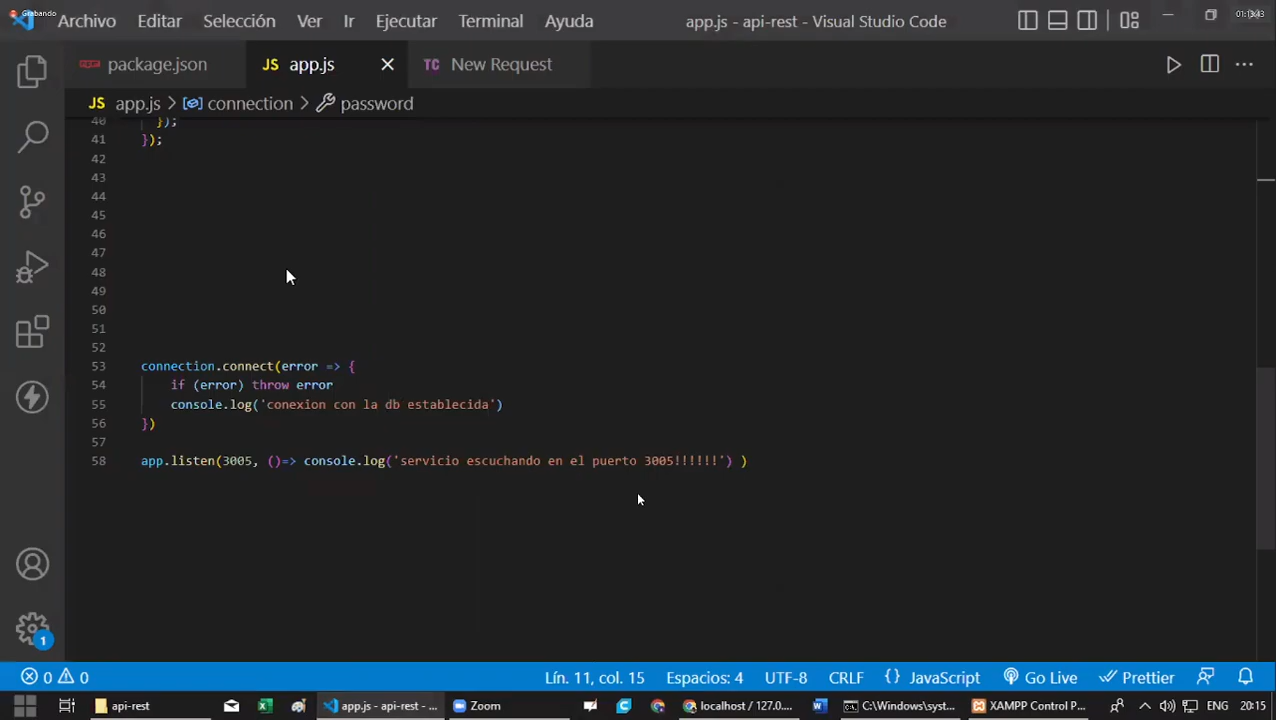 Grabando
Archivo Editar Selección Ver Ir Ejecutar Terminal Ayuda app.js - api-rest - Visual Studio Code
package.json JS app.js TC New Request
JS app.js > connection > password
40 });
41 });
42
43
44
45
46
47
48
49
50
51
52
53 connection.connect(error => {
54 if (error) throw error
55 console.log('conexion con la db establecida')
56 })
57
58 app.listen(3005, ()=> console.log('servicio escuchando en el puerto 3005!!!!!!') )
1
0 0 Lín. 11, col. 15 Espacios: 4 UTF-8 CRLF {} JavaScript Go Live Prettier
api-rest app.js - api-rest - ... Zoom localhost / 127.0.... C:\Windows\syst... XAMPP Control P... ENG 20:15